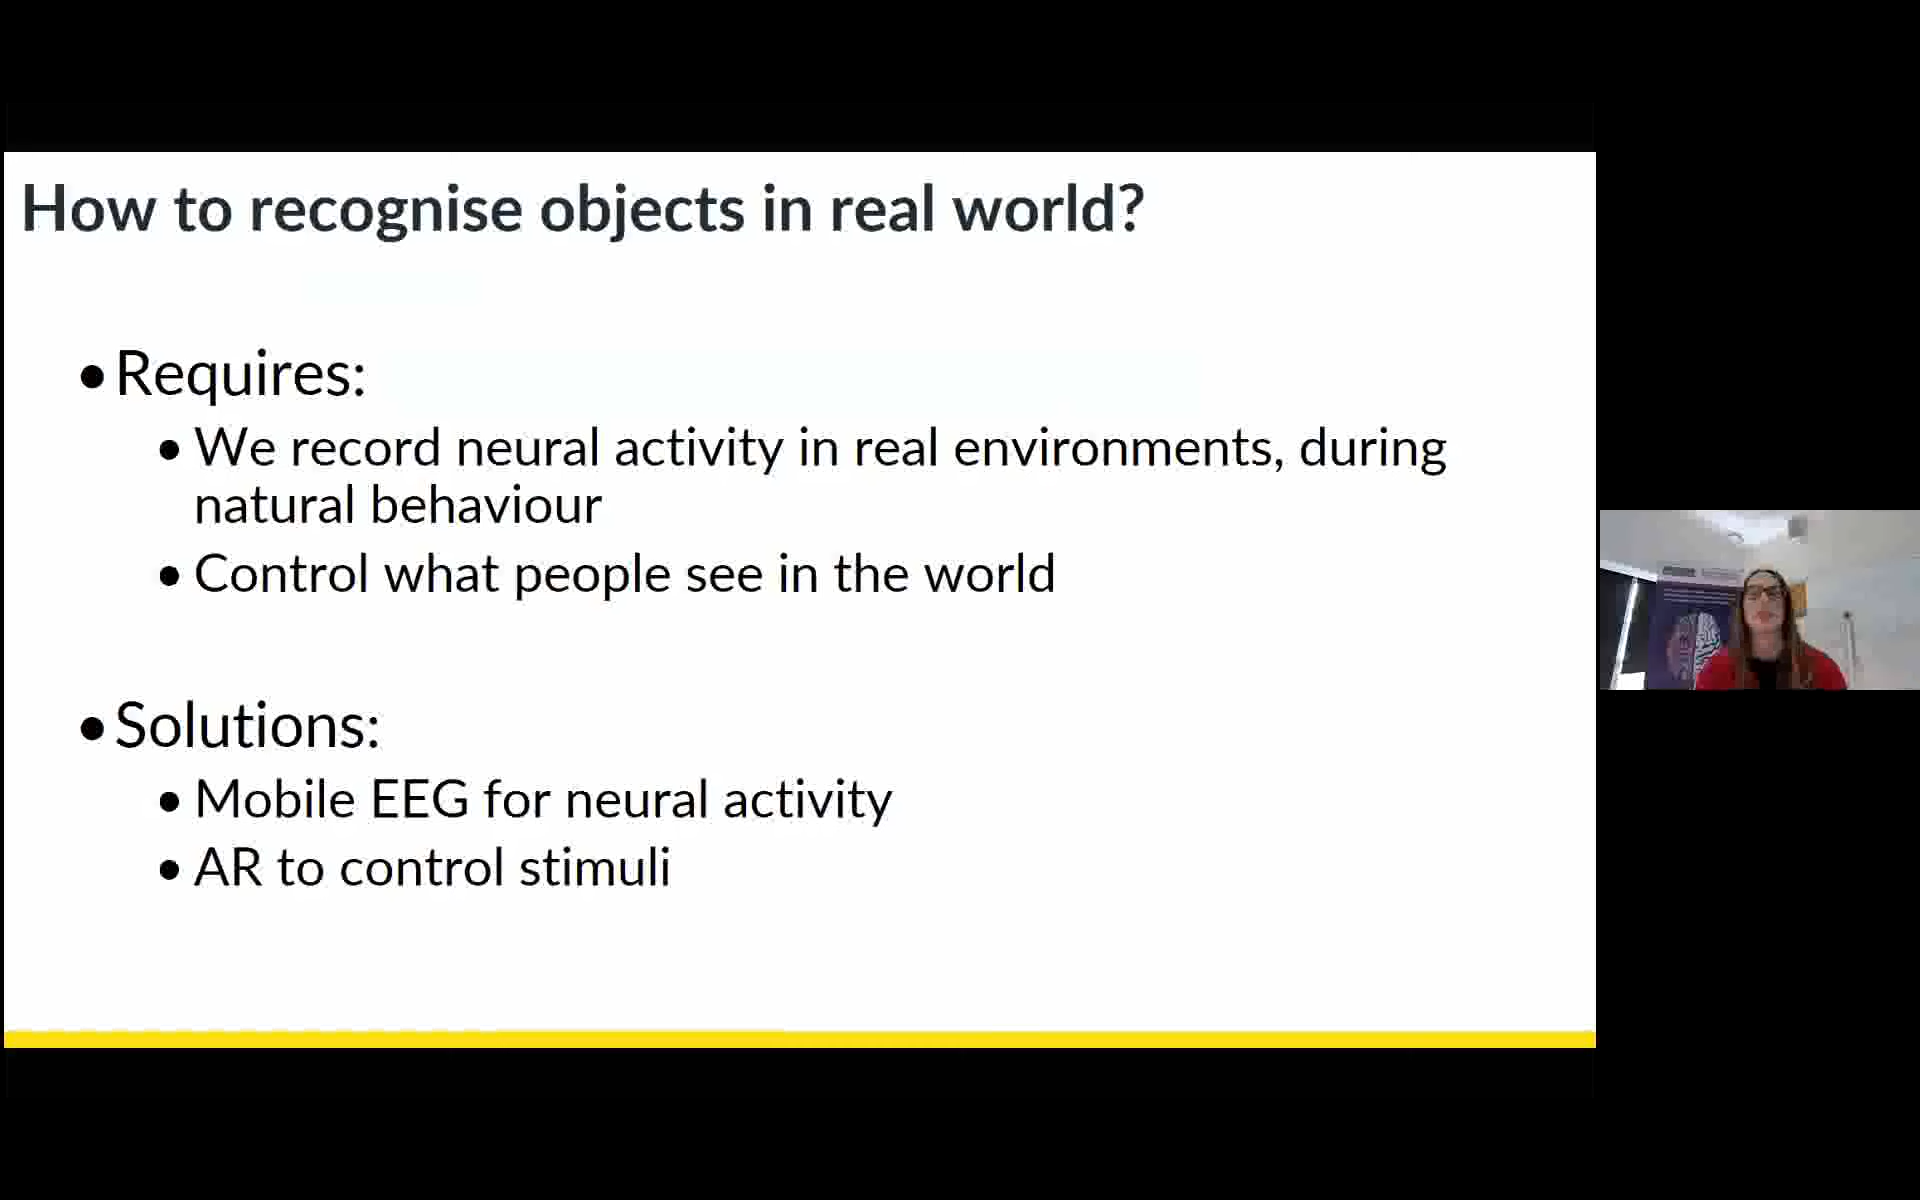 How to recognise objects in real world?
• Requires:
• We record neural activity in real environments, during
natural behaviour
• Control what people see in the world
• Solutions:
• Mobile EEG for neural activity
• AR to control stimuli